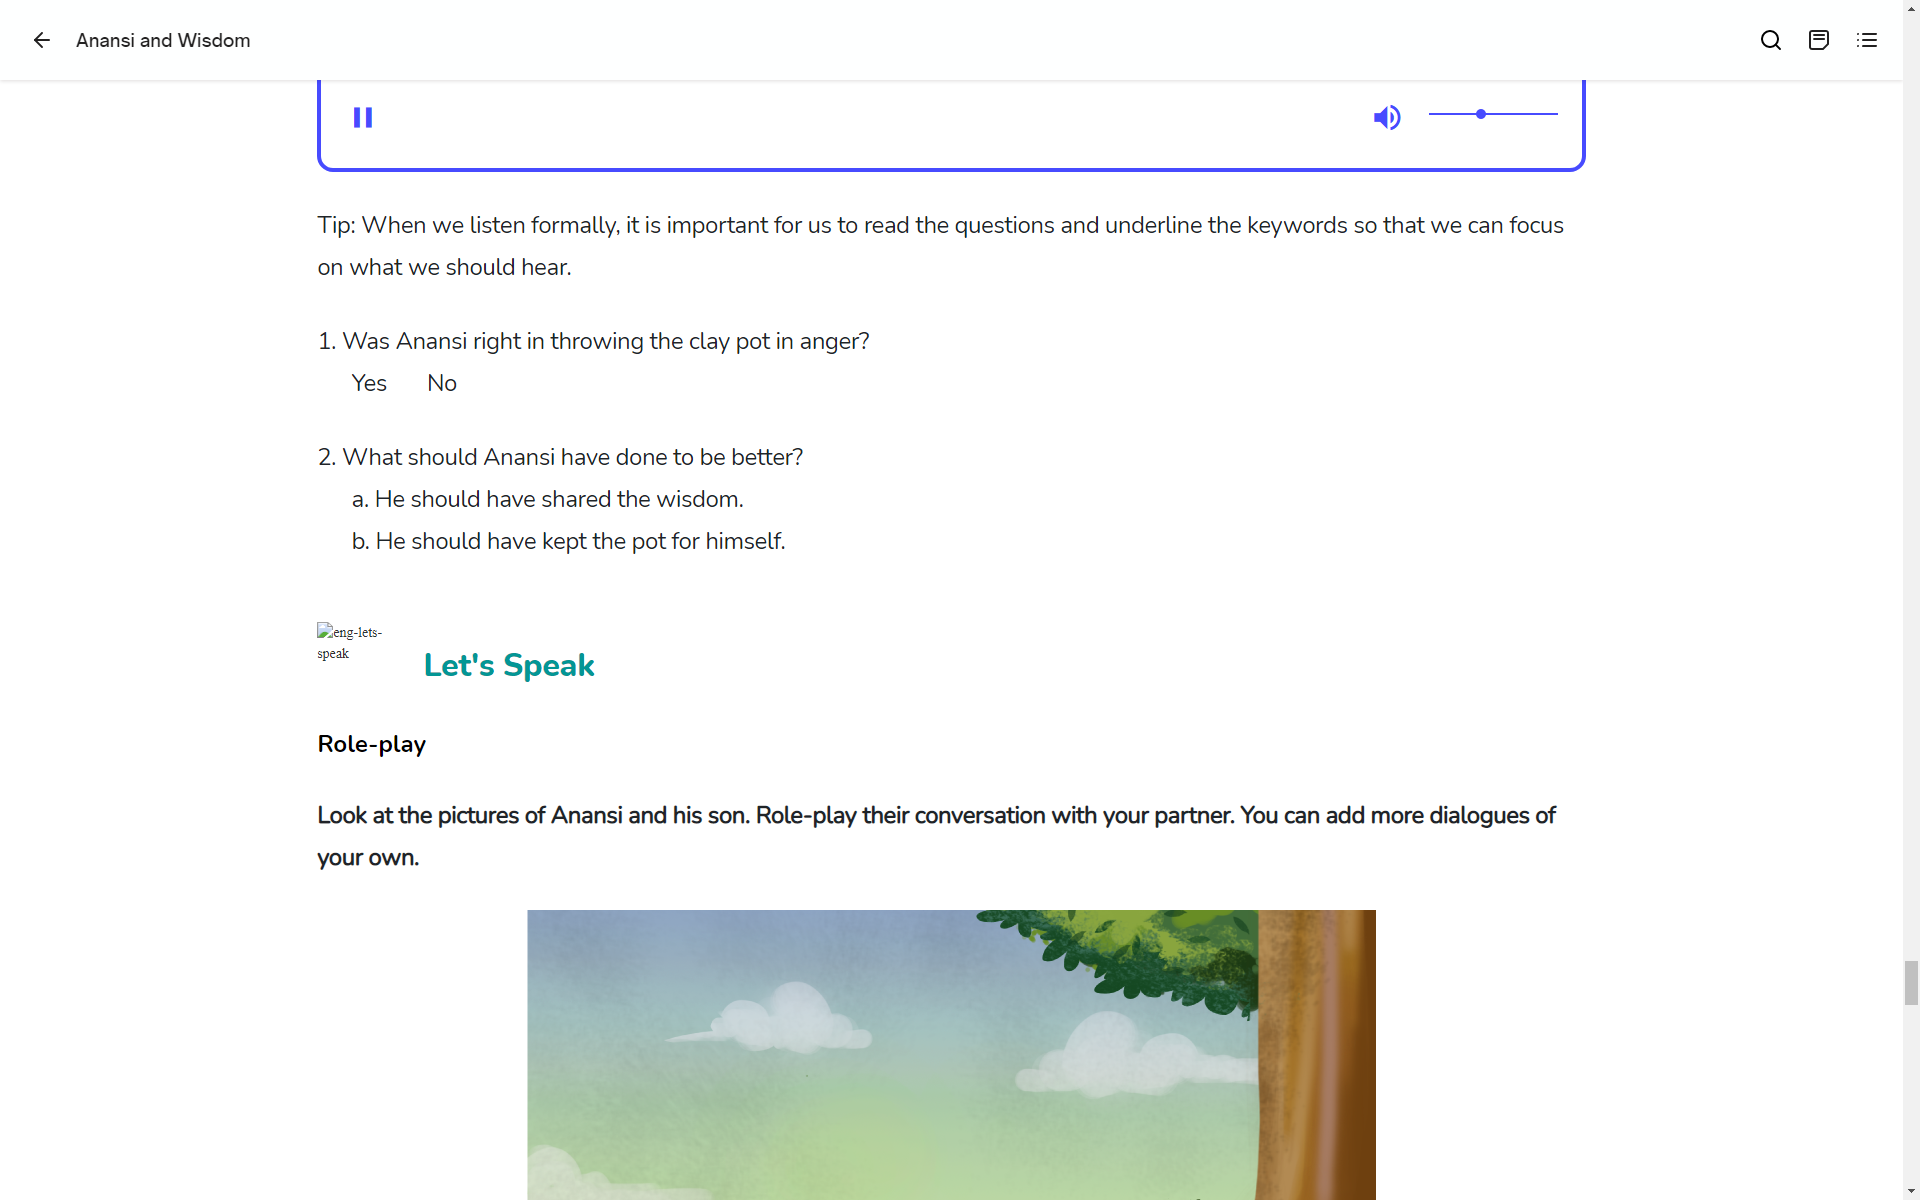 Anansi and Wisdom
Tip: When we listen formally, it is important for us to read the questions and underline the keywords so that we can focus
on what we should hear.
1. Was Anansi right in throwing the clay pot in anger?
Yes No
2. What should Anansi have done to be better?
a. He should have shared the wisdom.
b. He should have kept the pot for himself.
eng-lets-
speak
Let's Speak
Role-play
Look at the pictures of Anansi and his son. Role-play their conversation with your partner. You can add more dialogues of
your own.